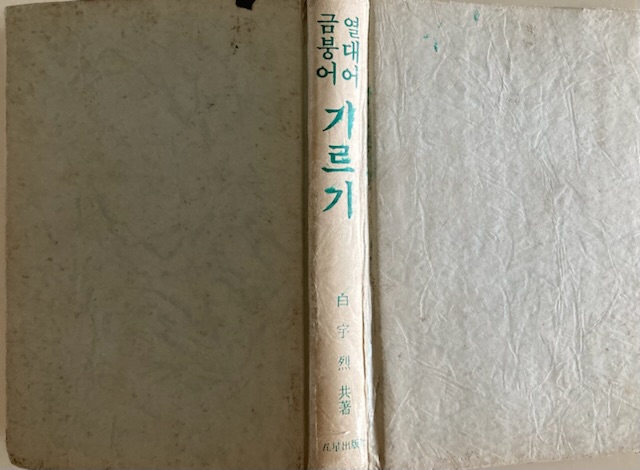 열대어
금붕어
기르기
白宇烈 共著
五星出版